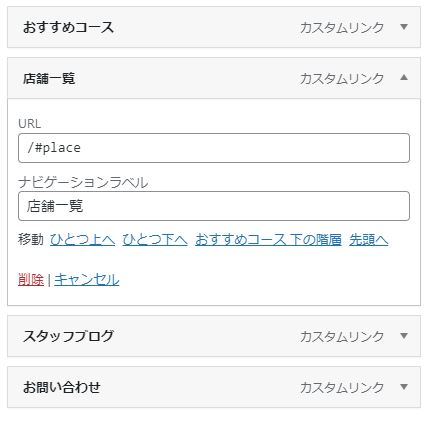 おすすめコース カスタムリンク ▼
店舗一覧 カスタムリンク ▲
URL
/#place
ナビゲーションラベル
店舗一覧
移動 ひとつ上へ ひとつ下へ おすすめコース 下の階層 先頭へ
削除 | キャンセル
スタッフブログ カスタムリンク ▼
お問い合わせ カスタムリンク ▼